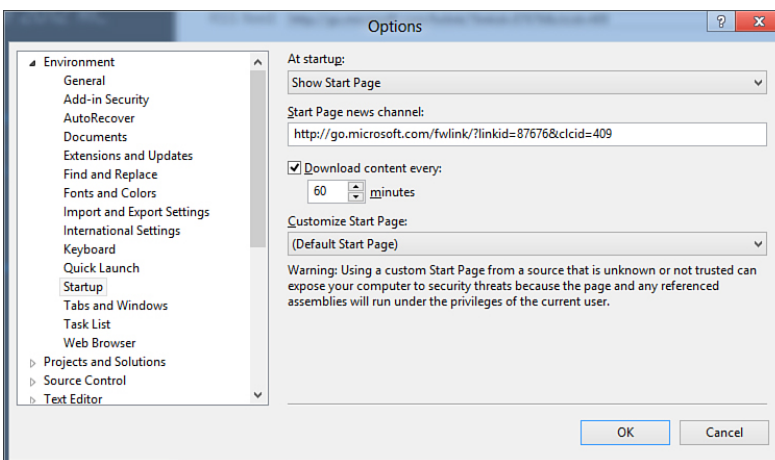 Options
Environment
General
Add-in Security
AutoRecover
Documents
Extensions and Updates
Find and Replace
Fonts and Colors
Import and Export Settings
International Settings
Keyboard
Quick Launch
Startup
Tabs and Windows
Task List
Web Browser
Projects and Solutions
Source Control
Text Editor
At startup:
Show Start Page
Start Page news channel:
http://go.microsoft.com/fwlink/?linkid=87676&clcid=409
Download content every:
60 minutes
Customize Start Page:
(Default Start Page)
Warning: Using a custom Start Page from a source that is unknown or not trusted can
expose your computer to security threats because the page and any referenced
assemblies will run under the privileges of the current user.
OK
Cancel